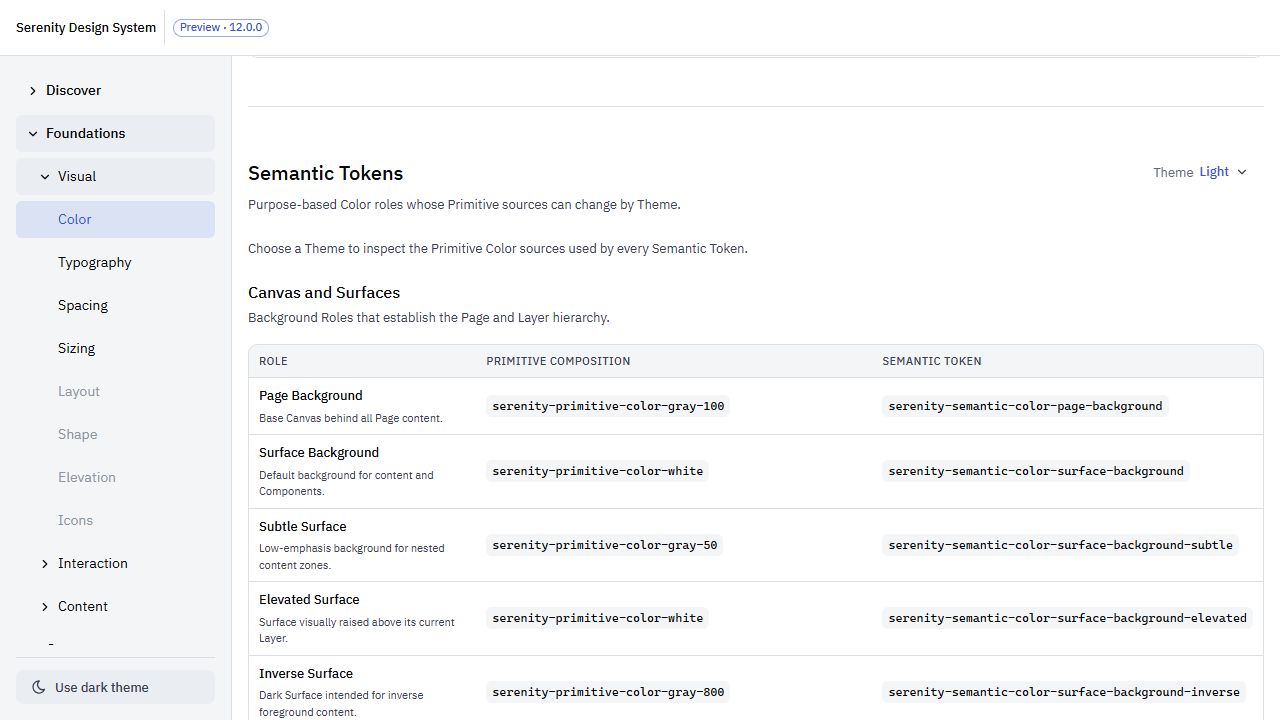 Serenity Design System
Preview · 12.0.0
Discover
Foundations
Visual
Color
Typography
Spacing
Sizing
Layout
Shape
Elevation
Icons
Interaction
Content
Use dark theme
Semantic Tokens
Theme Light
Purpose-based Color roles whose Primitive sources can change by Theme.
Choose a Theme to inspect the Primitive Color sources used by every Semantic Token.
Canvas and Surfaces
Background Roles that establish the Page and Layer hierarchy.
ROLE PRIMITIVE COMPOSITION SEMANTIC TOKEN
Page Background
Base Canvas behind all Page content.
serenity-primitive-color-gray-100
serenity-semantic-color-page-background
Surface Background
Default background for content and
Components.
serenity-primitive-color-white
serenity-semantic-color-surface-background
Subtle Surface
Low-emphasis background for nested
content zones.
serenity-primitive-color-gray-50
serenity-semantic-color-surface-background-subtle
Elevated Surface
Surface visually raised above its current
Layer.
serenity-primitive-color-white
serenity-semantic-color-surface-background-elevated
Inverse Surface
Dark Surface intended for inverse
foreground content.
serenity-primitive-color-gray-800
serenity-semantic-color-surface-background-inverse